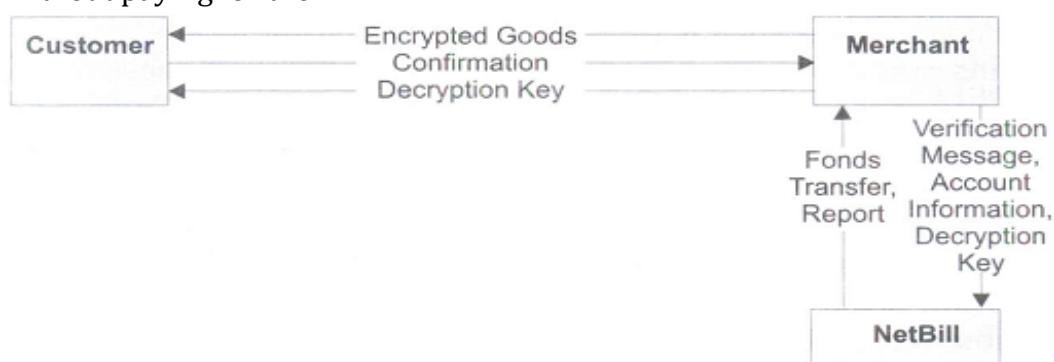 Customer
Encrypted Goods
Confirmation
Decryption Key
Merchant
Fonds
Transfer,
Report
Verification
Message,
Account
Information,
Decryption
Key
NetBill